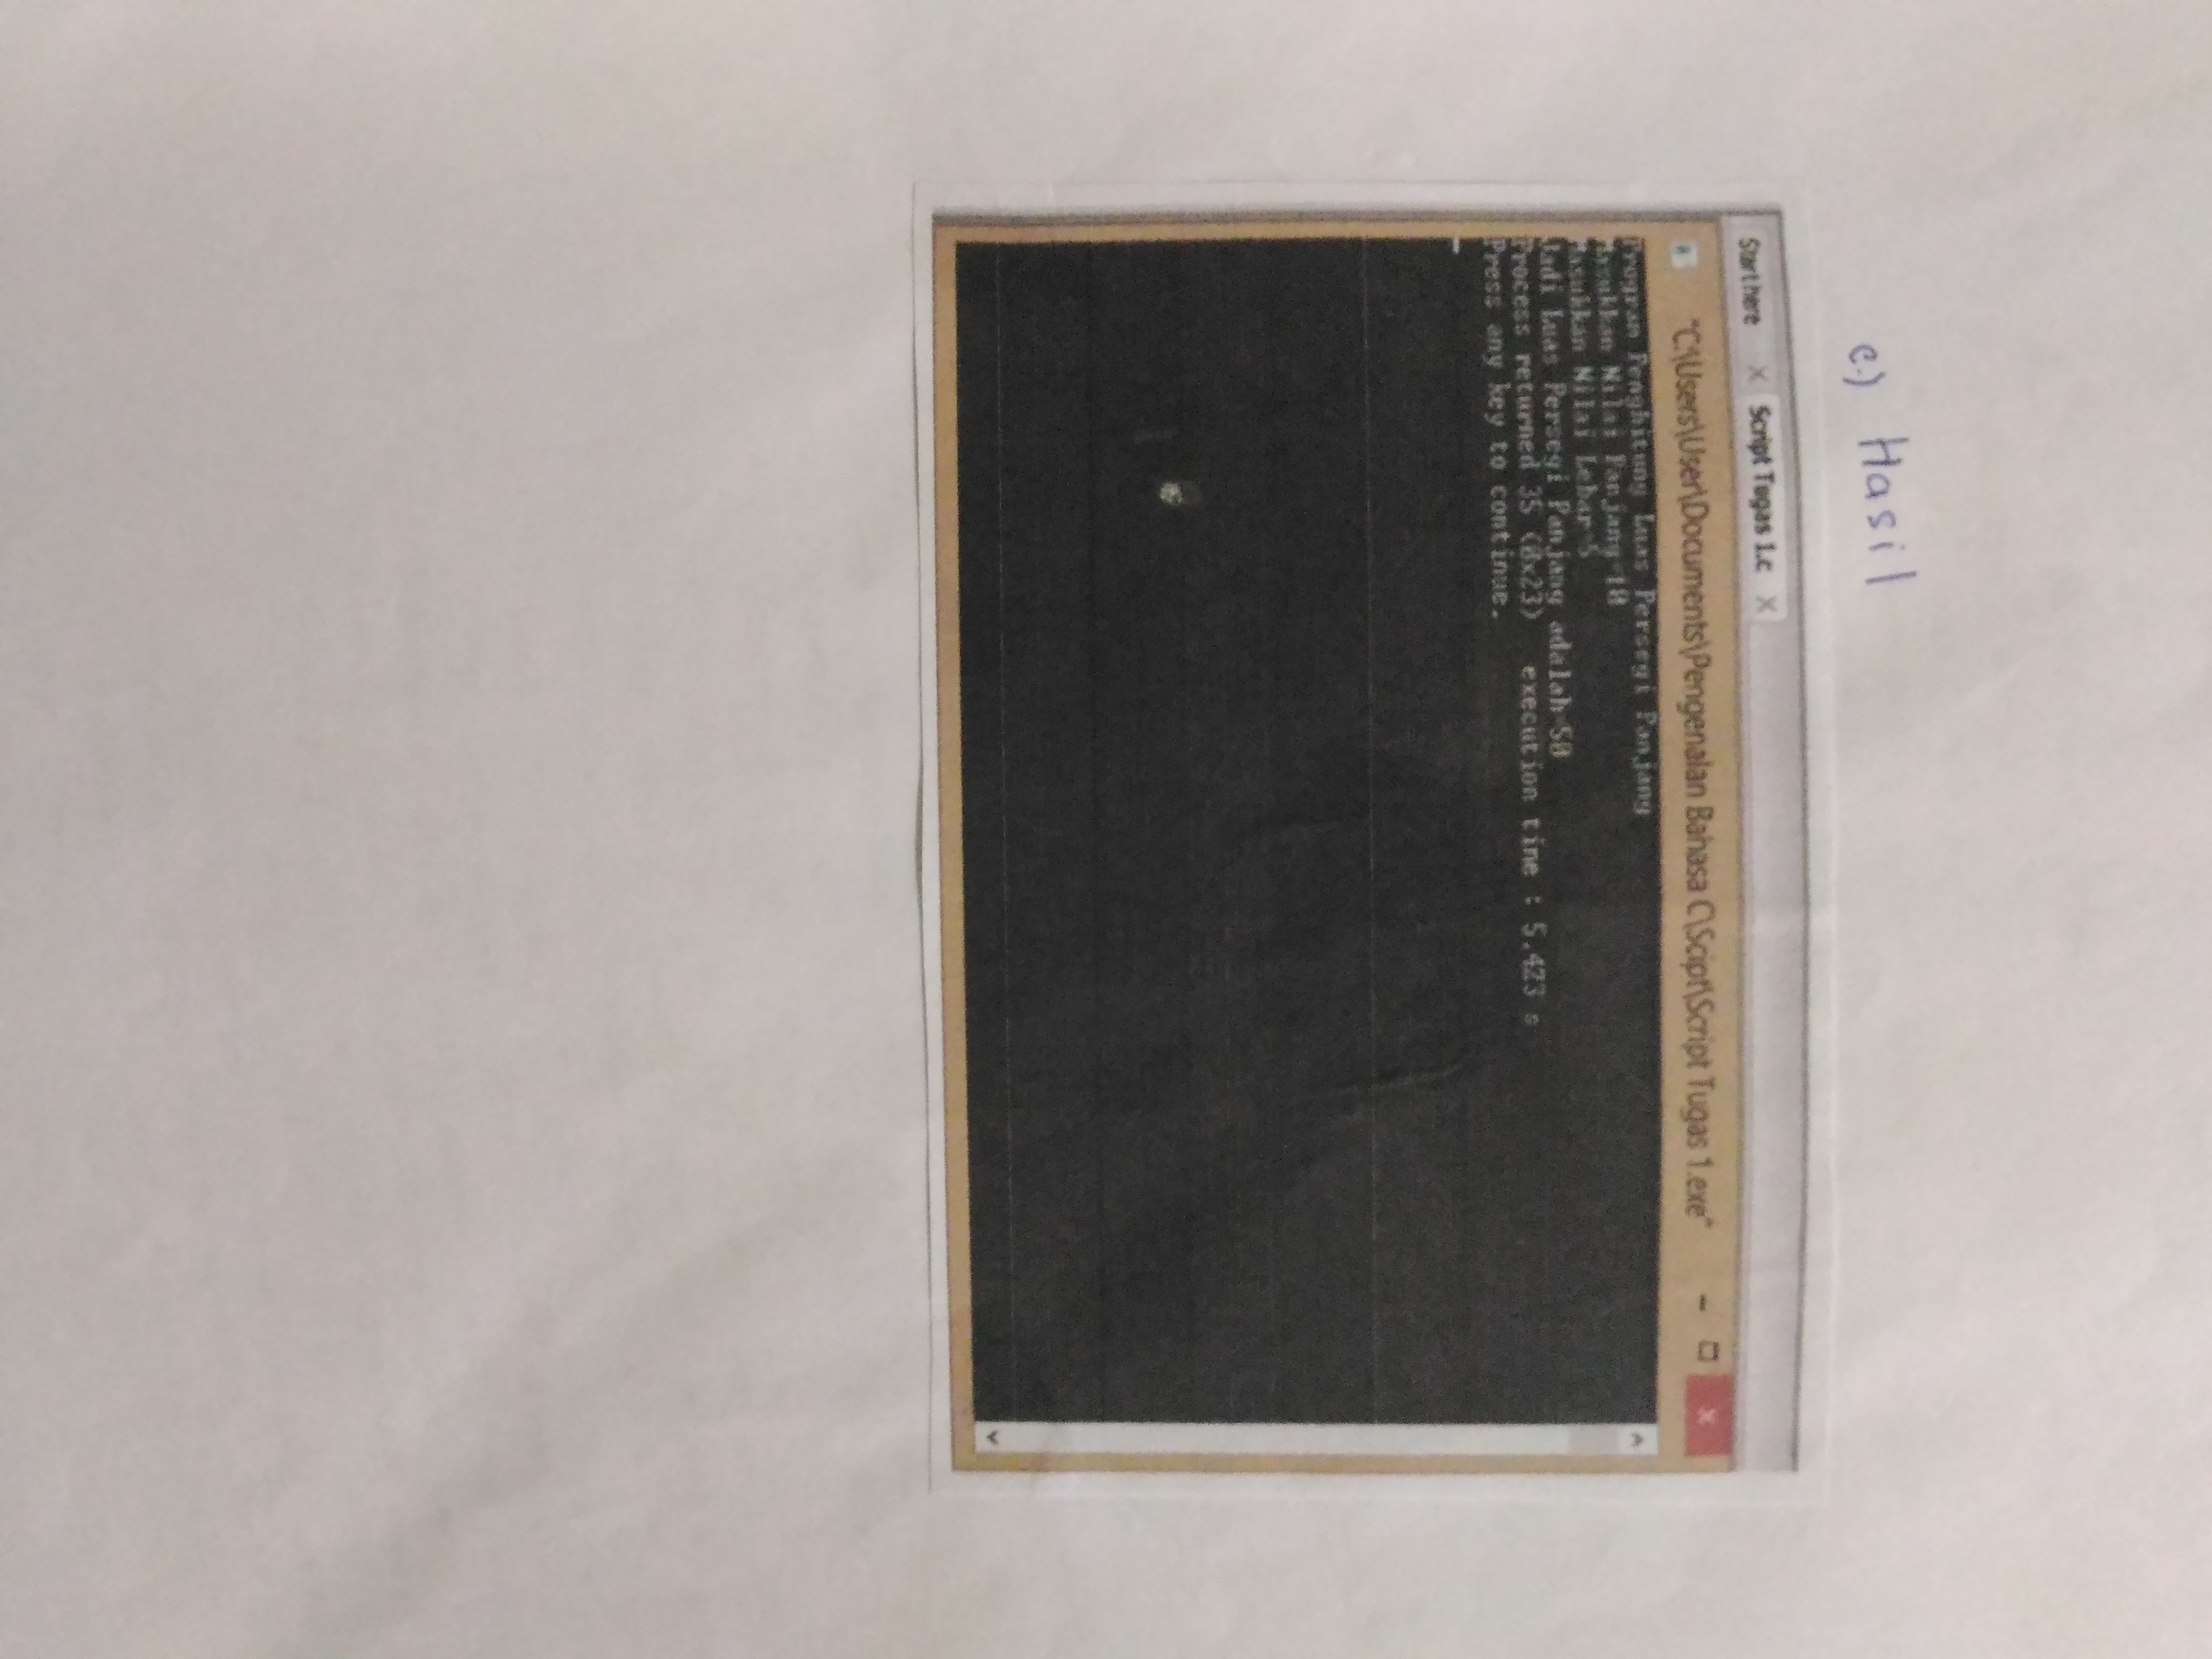 c.) Hasil
Start here X Script Tugas 1.c X
"C:\Users\User\Documents\Pengenalan Bahasa C\Scipt\Script Tugas 1.exe"
Program Penghitung Luas Persegi Panjang
Masukkan Nilai Panjang=10
Masukkan Nilai Lebar=5
Jadi Luas Persegi Panjang adalah=50
Process returned 35 (0x23) execution time : 5.423 s
Press any key to continue.